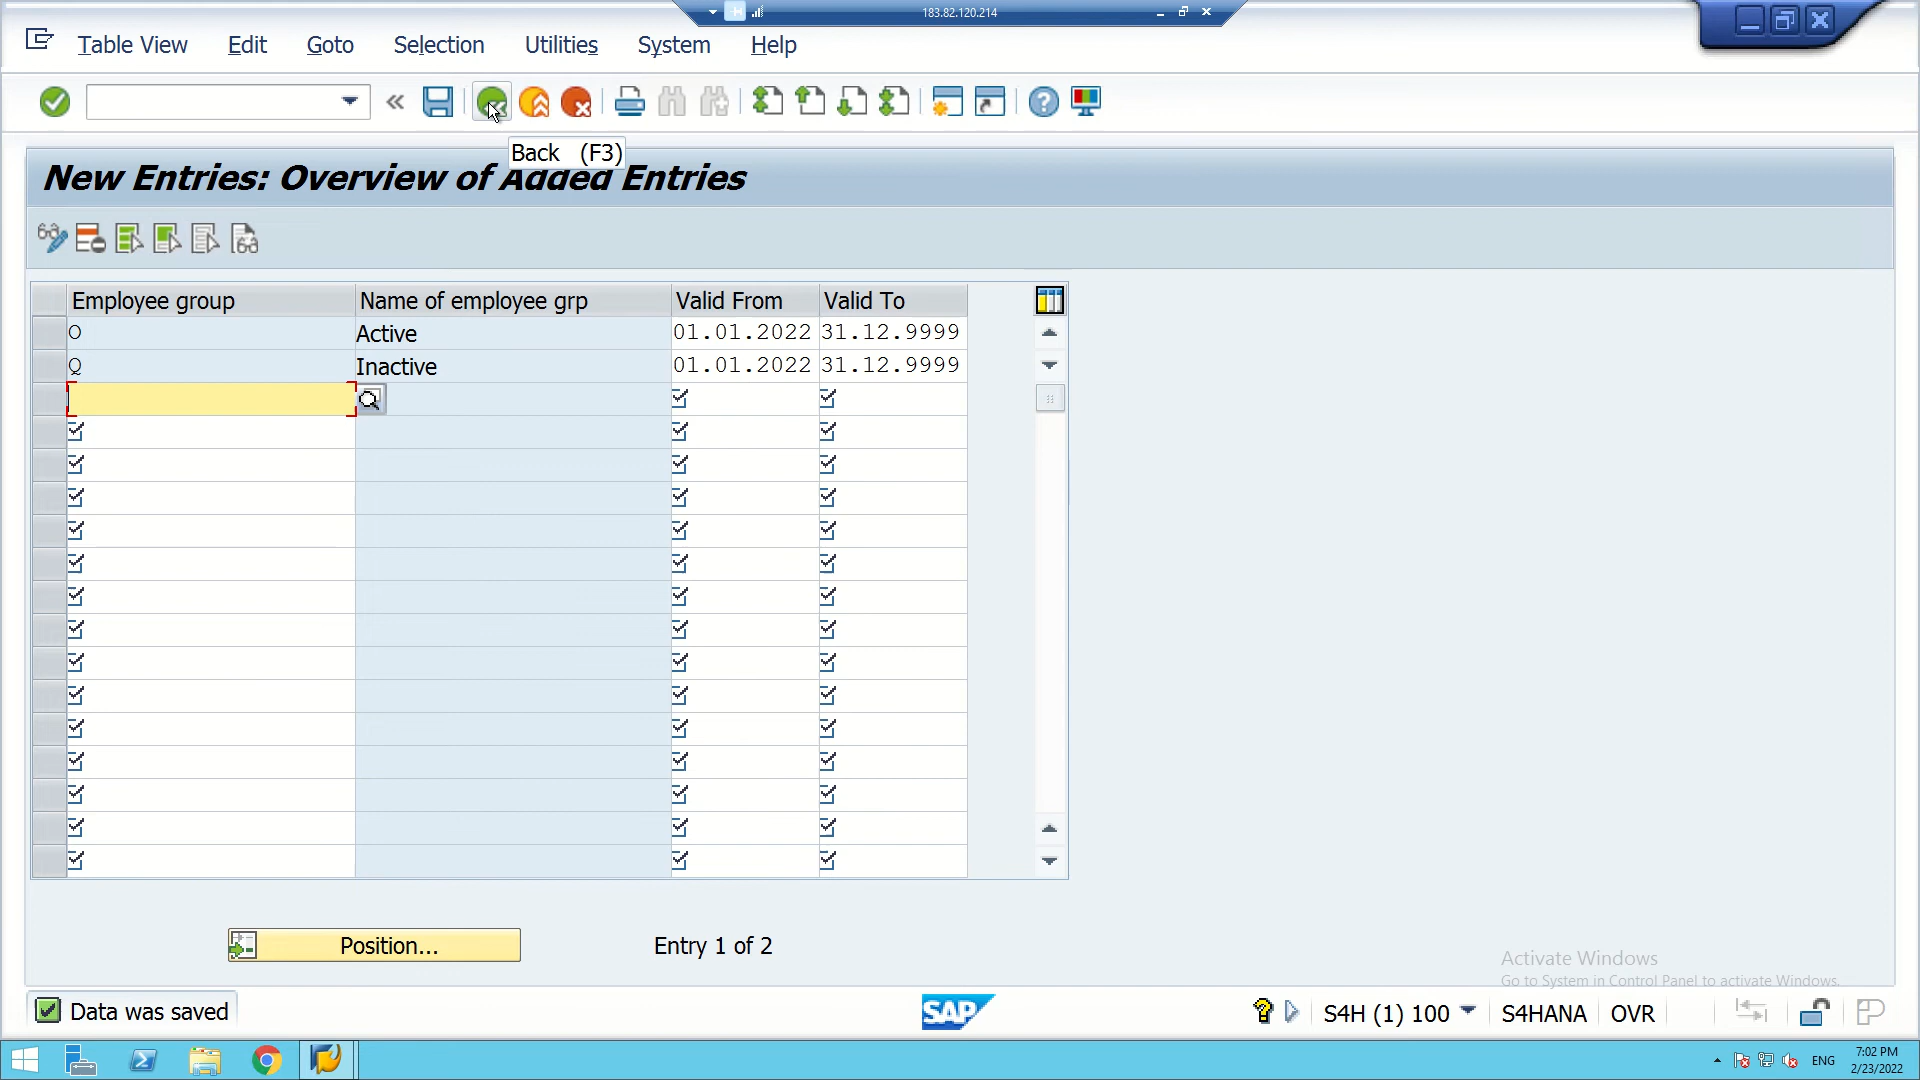 183.82.120.214
Table View Edit Goto Selection Utilities System Help
Back (F3)
New Entries: Overview of Added Entries
Employee group Name of employee grp Valid From Valid To
O Active 01.01.2022 31.12.9999
Q Inactive 01.01.2022 31.12.9999
Position... Entry 1 of 2
Activate Windows
Go to System in Control Panel to activate Windows.
Data was saved SAP S4H (1) 100 S4HANA OVR
ENG 7:02 PM
2/23/2022